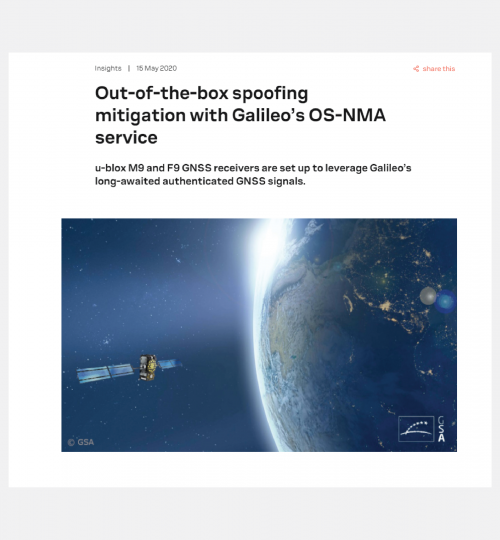 Insights | 15 May 2020
share this
Out-of-the-box spoofing
mitigation with Galileo's OS-NMA
service
u-blox M9 and F9 GNSS receivers are set up to leverage Galileo's
long-awaited authenticated GNSS signals.
© GSA
GSA